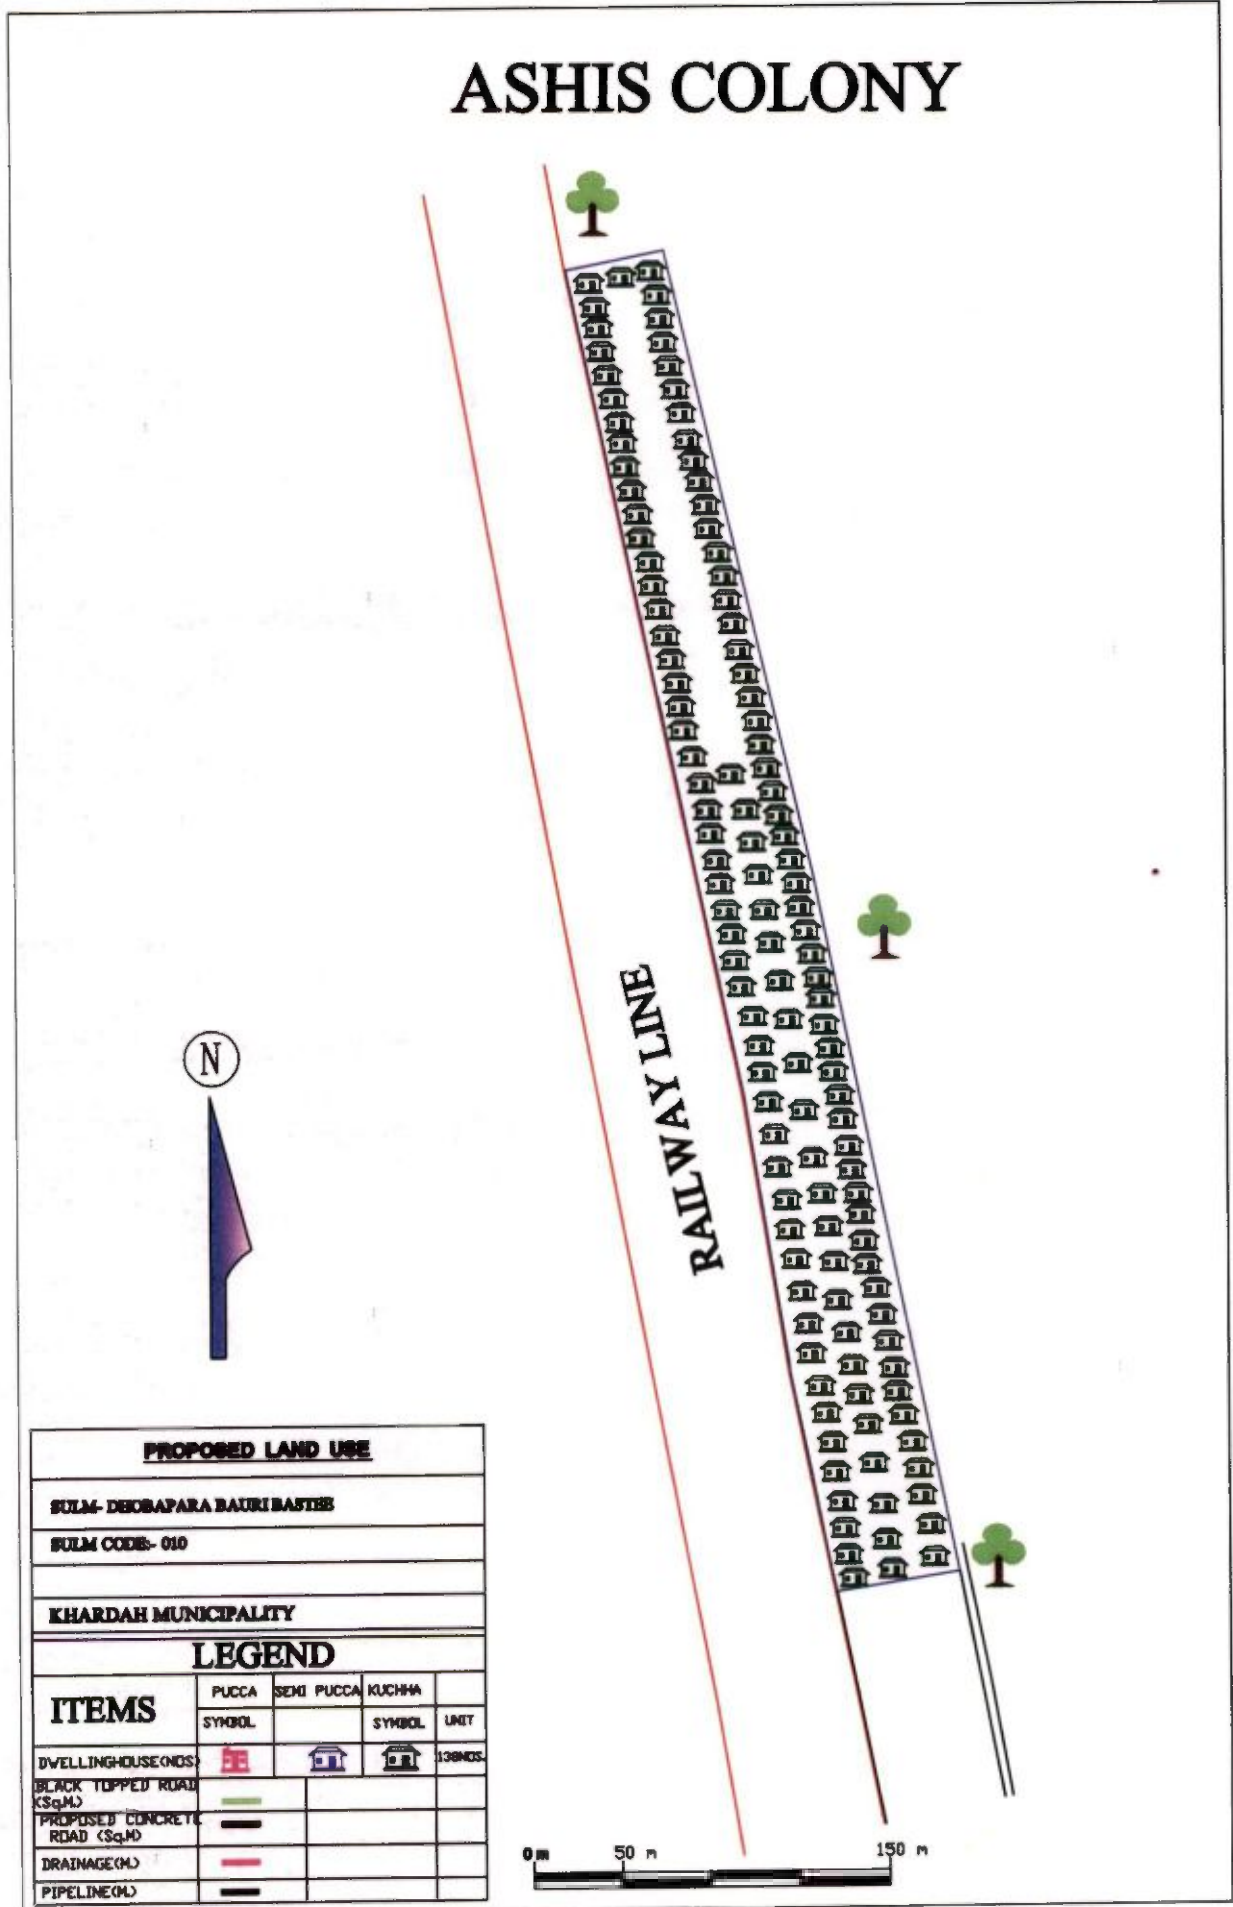 ASHIS COLONY
RAILWAY LINE
N
PROPOSED LAND USE
SULM- DHOBAPARA BAURI BASTEE
SULM CODE:- 010
KHARDAH MUNICIPALITY
LEGEND
ITEMS PUCCA SEMI PUCCA KUCHHA
SYMBOL SYMBOL UNIT
DWELLINGHOUSE(NOS) 138NOS.
BLACK TOPPED ROAD
(Sq.M.)
PROPOSED CONCRETE
ROAD (Sq.M)
DRAINAGE(M.)
PIPELINE(M.)
0 m 50 m 150 m